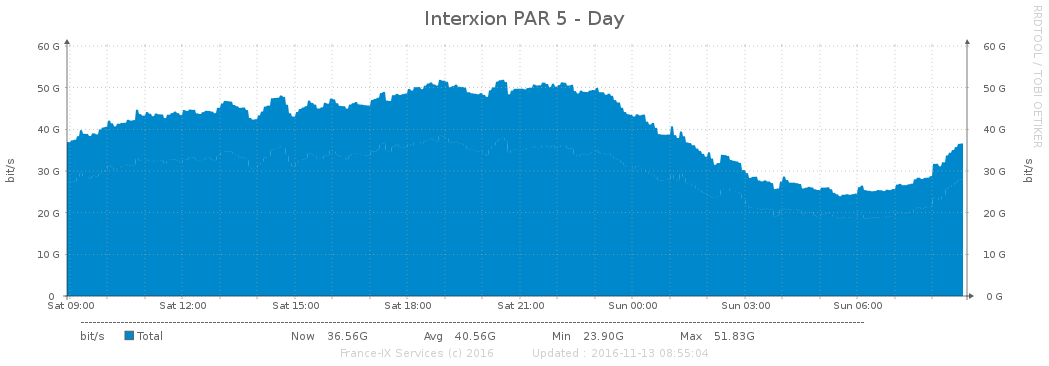 Interxion PAR 5 - Day
RRDTOOL / TOBI OETIKER
bit/s
60 G
50 G
40 G
30 G
20 G
10 G
0
60 G
50 G
40 G
30 G
20 G
10 G
0 G
bit/s
Sat 09:00 Sat 12:00 Sat 15:00 Sat 18:00 Sat 21:00 Sun 00:00 Sun 03:00 Sun 06:00
bit/s Total Now 36.56G Avg 40.56G Min 23.90G Max 51.83G
France-IX Services (c) 2016 Updated : 2016-11-13 08:55:04